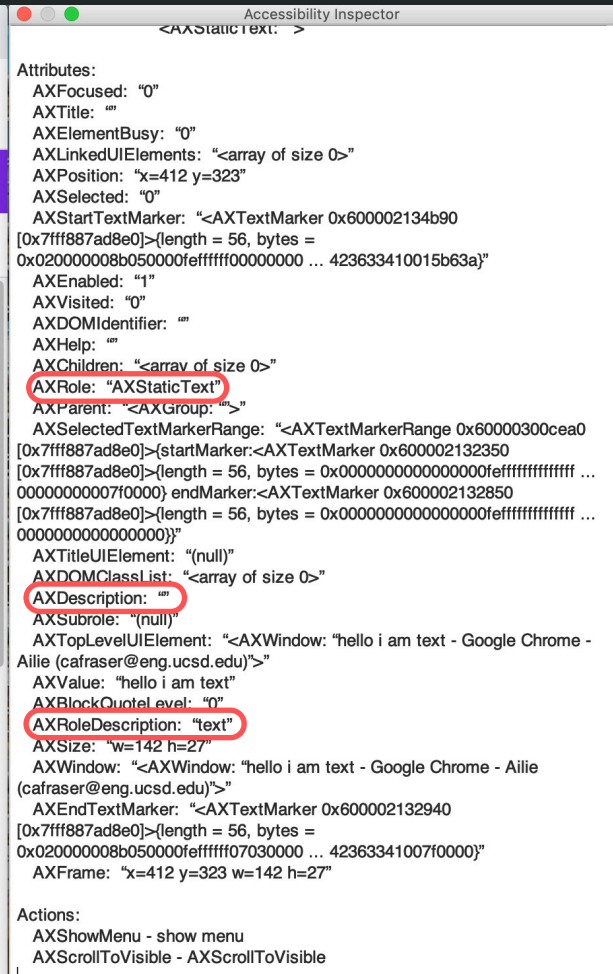 Accessibility Inspector
<AXStaticText: “”>
Attributes:
AXFocused: “0”
AXTitle: “”
AXElementBusy: “0”
AXLinkedUIElements: “<array of size 0>”
AXPosition: “x=412 y=323”
AXSelected: “0”
AXStartTextMarker: “<AXTextMarker 0x600002134b90
[0x7fff887ad8e0]>{length = 56, bytes =
0x020000008b050000feffffff00000000 … 423633410015b63a}”
AXEnabled: “1”
AXVisited: “0”
AXDOMIdentifier: “”
AXHelp: “”
AXChildren: “<array of size 0>”
AXRole: “AXStaticText”
AXParent: “<AXGroup: “”>”
AXSelectedTextMarkerRange: “<AXTextMarkerRange 0x60000300cea0
[0x7fff887ad8e0]>{startMarker:<AXTextMarker 0x600002132350
[0x7fff887ad8e0]>{length = 56, bytes = 0x0000000000000000feffffffffffffff …
00000000007f0000} endMarker:<AXTextMarker 0x600002132850
[0x7fff887ad8e0]>{length = 56, bytes = 0x0000000000000000feffffffffffffff …
0000000000000000}}”
AXTitleUIElement: “(null)”
AXDOMClassList: “<array of size 0>”
AXDescription: “”
AXSubrole: “(null)”
AXTopLevelUIElement: “<AXWindow: “hello i am text - Google Chrome -
Ailie (cafraser@eng.ucsd.edu)”>”
AXValue: “hello i am text”
AXBlockQuoteLevel: “0”
AXRoleDescription: “text”
AXSize: “w=142 h=27”
AXWindow: “<AXWindow: “hello i am text - Google Chrome - Ailie
(cafraser@eng.ucsd.edu)”>”
AXEndTextMarker: “<AXTextMarker 0x600002132940
[0x7fff887ad8e0]>{length = 56, bytes =
0x020000008b050000feffffff07030000 … 42363341007f0000}”
AXFrame: “x=412 y=323 w=142 h=27”
Actions:
AXShowMenu - show menu
AXScrollToVisible - AXScrollToVisible